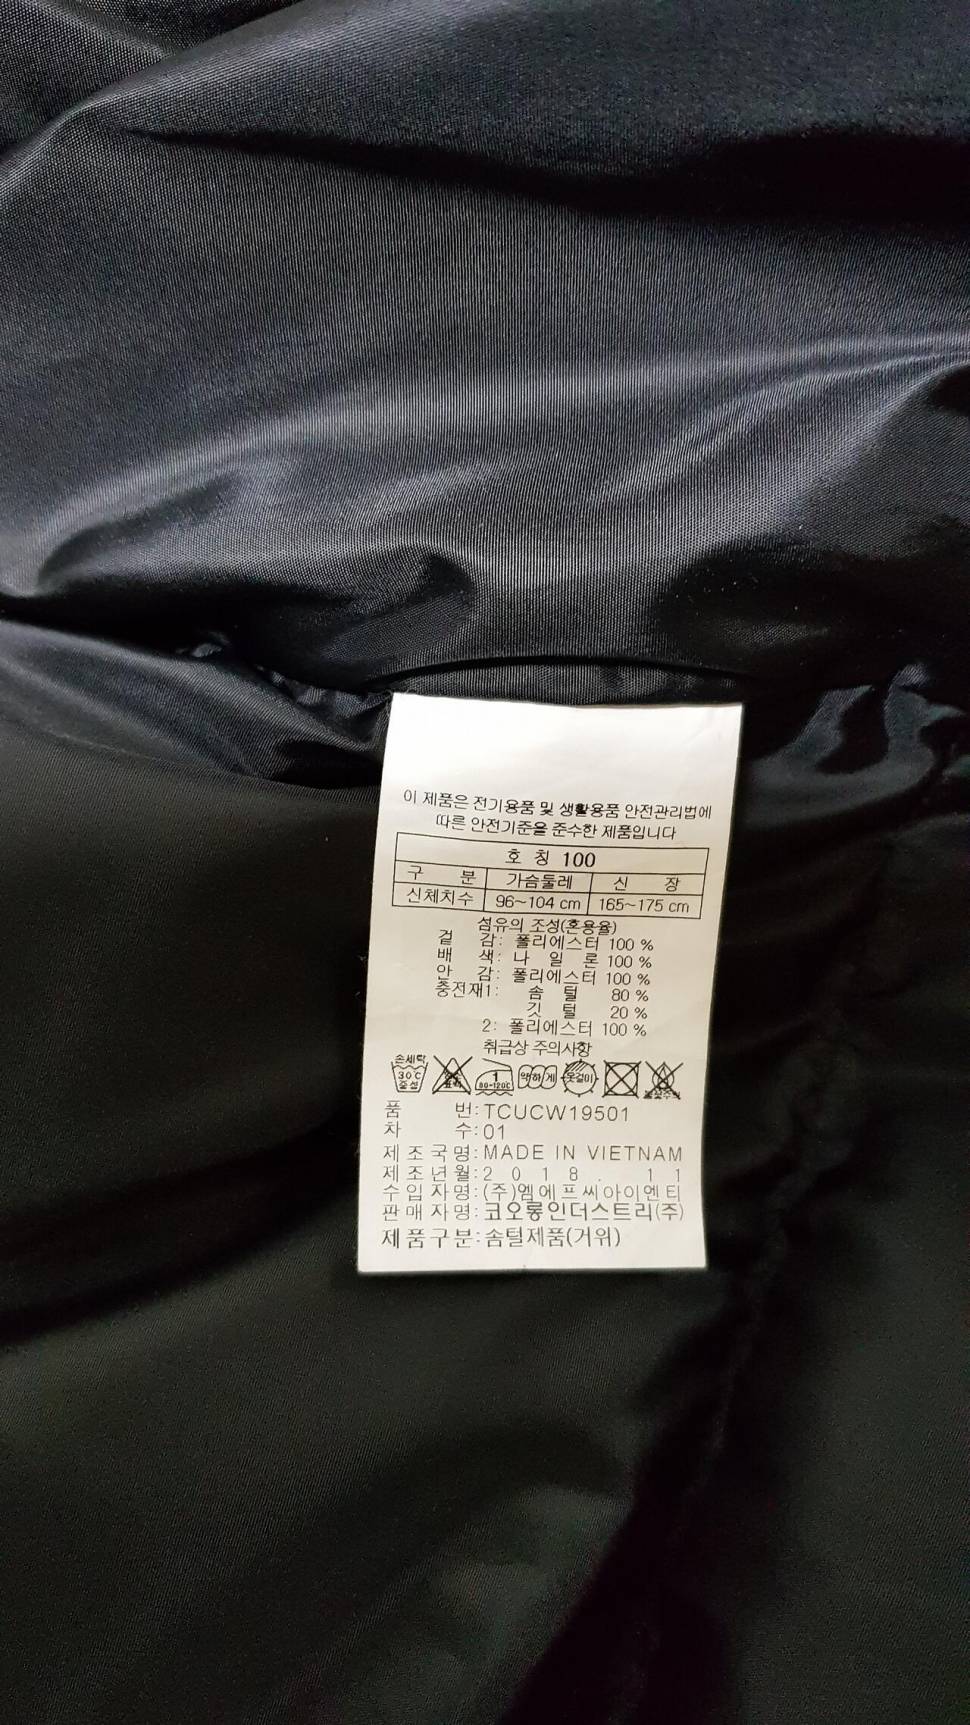 이 제품은 전기용품 및 생활용품 안전관리법에
따른 안전기준을 준수한 제품입니다
호 칭 100
구 분 가슴둘레 신 장
신체치수 96~104 cm 165~175 cm
섬유의 조성(혼용율)
겉 감: 폴리에스터 100 %
배 색: 나 일 론 100 %
안 감: 폴리에스터 100 %
충전재1: 솜 털 80 %
깃 털 20 %
2: 폴리에스터 100 %
취급상 주의사항
손세탁
30℃ 1 약하게 옷걸이
중성 80~120℃
품 번: TCUCW19501
차 수: 01
제조국명: MADE IN VIETNAM
제조년월: 2018. 11
수입자명: (주)엠에프씨아이엔티
판매자명: 코오롱인더스트리(주)
제품구분: 솜털제품(거위)